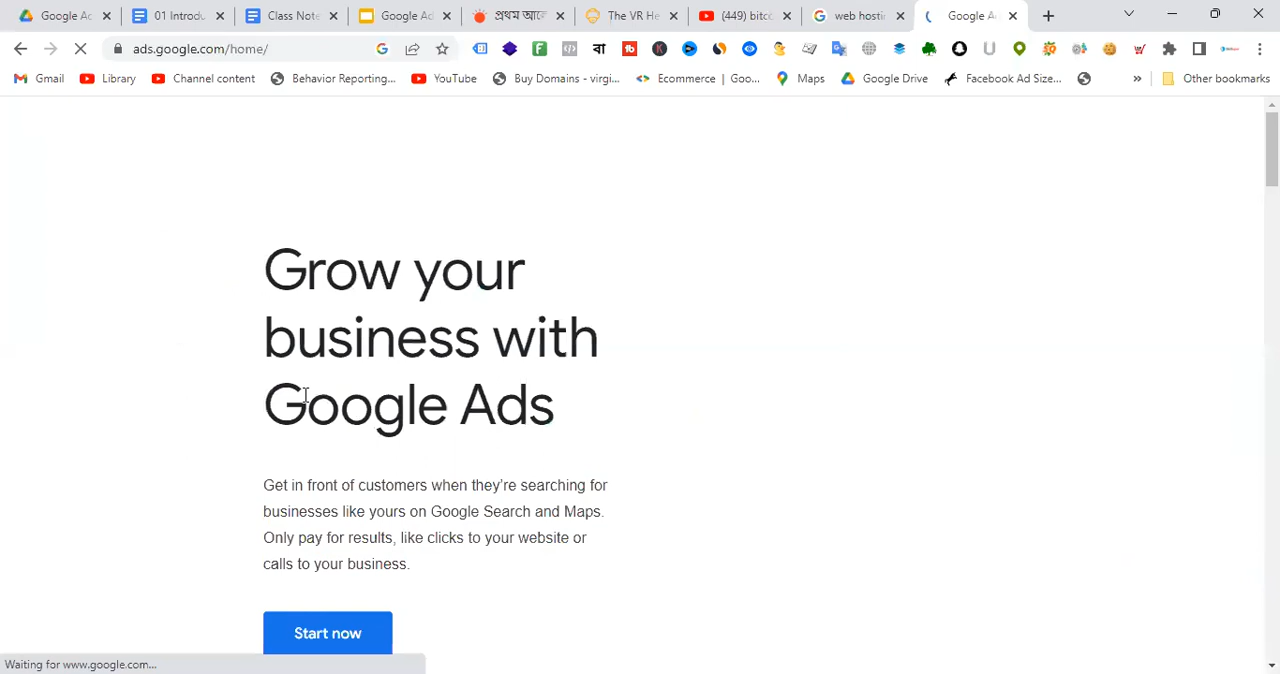 Google Ac
01 Introdu
Class Note
Google Ad
প্রথম আলো
The VR He
(449) bitco
web hostin
Google Ad
ads.google.com/home/
Gmail
Library
Channel content
Behavior Reporting...
YouTube
Buy Domains - virgi...
Ecommerce | Goo...
Maps
Google Drive
Facebook Ad Size...
»
Other bookmarks
Grow your
business with
Google Ads
Get in front of customers when they're searching for
businesses like yours on Google Search and Maps.
Only pay for results, like clicks to your website or
calls to your business.
Start now
Waiting for www.google.com...